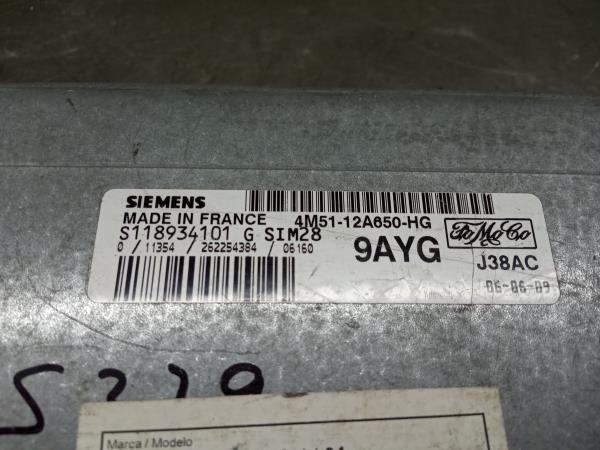 SIEMENS
MADE IN FRANCE 4M51-12A650-HG
S118934101 G SIM28
0 / 11354 / 262254384 / 06160
9AYG
FoMoCo
J38AC
06-06-09
S229
Marca / Modelo